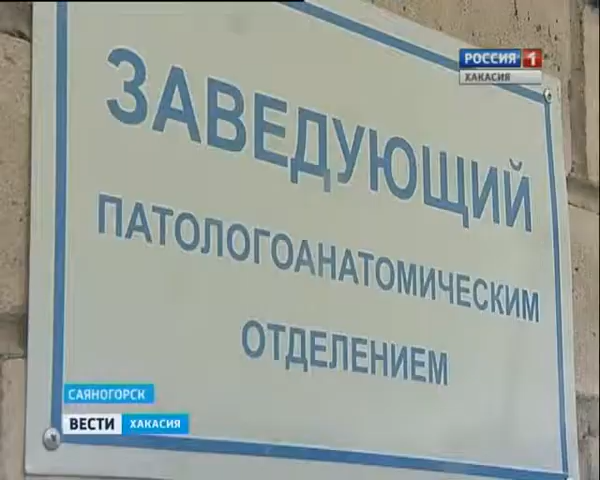 РОССИЯ 1
ХАКАСИЯ
ЗАВЕДУЮЩИЙ
ПАТОЛОГОАНАТОМИЧЕСКИМ
ОТДЕЛЕНИЕМ
САЯНОГОРСК
ВЕСТИ ХАКАСИЯ